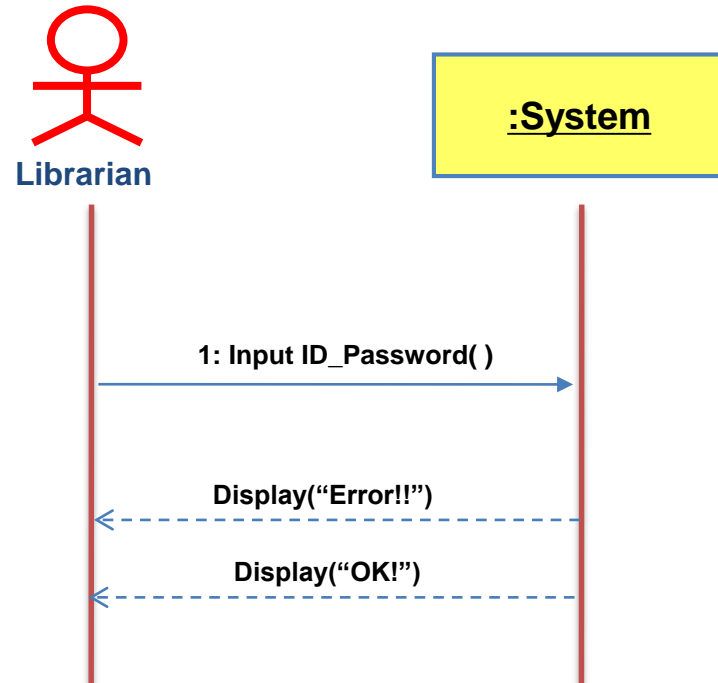 Librarian
:System
1: Input ID_Password( )
Display(“Error!!”)
Display(“OK!”)